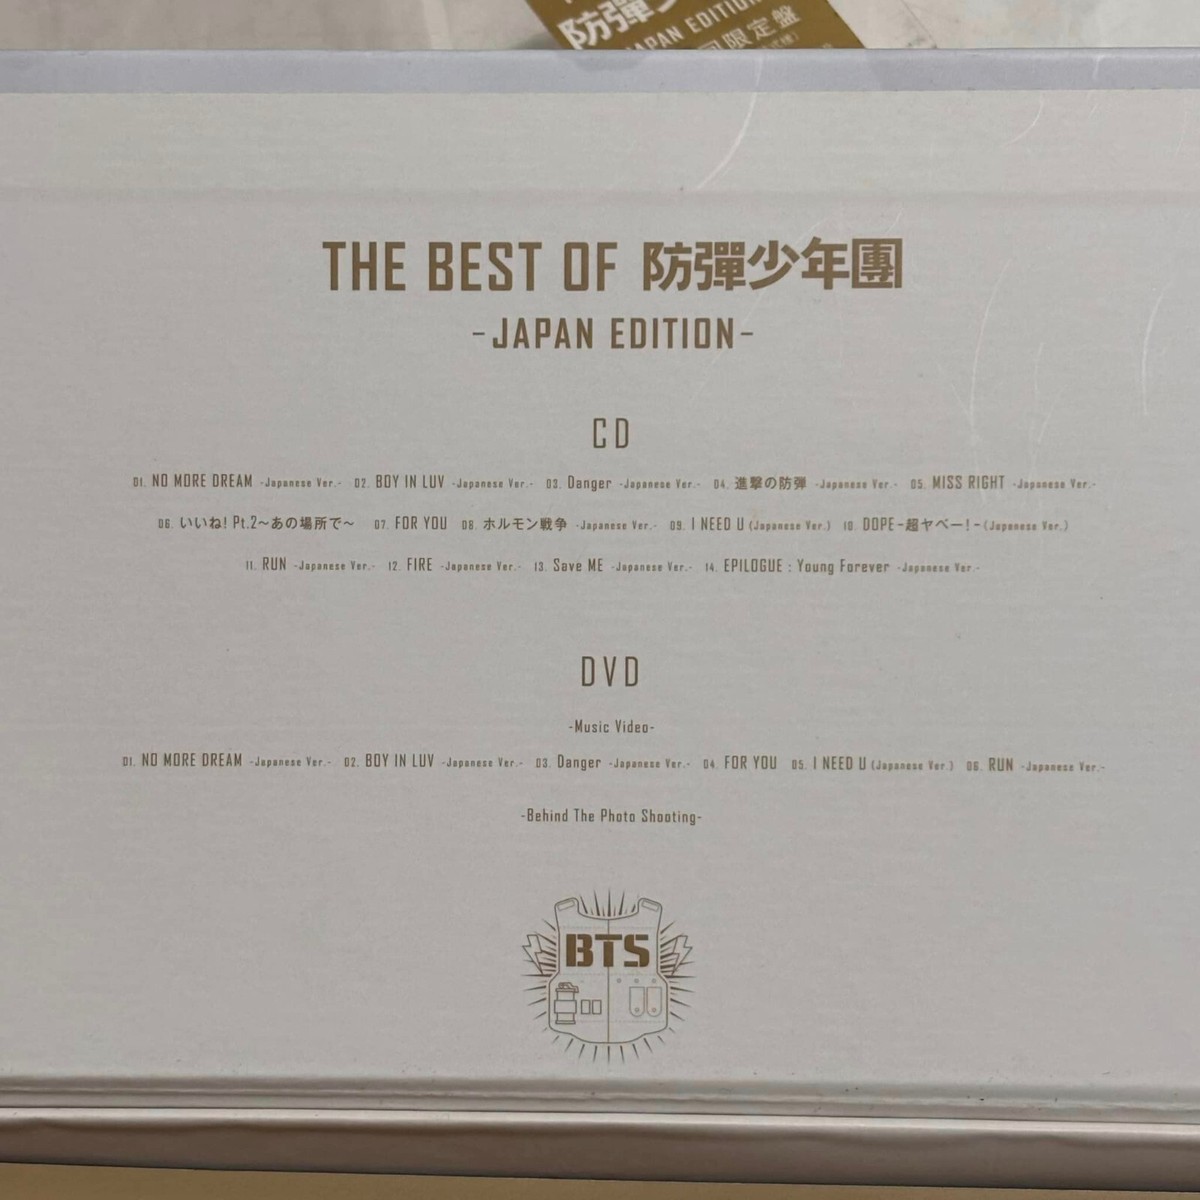 防彈少
JAPAN EDITION
回限定盤
THE BEST OF 防彈少年團
-JAPAN EDITION-
CD
01. NO MORE DREAM -Japanese Ver.- 02. BOY IN LUV -Japanese Ver.- 03. Danger -Japanese Ver.- 04. 進撃の防弾 -Japanese Ver.- 05. MISS RIGHT -Japanese Ver.-
06. いいね! Pt.2~あの場所で~ 07. FOR YOU 08. ホルモン戦争 -Japanese Ver.- 09. I NEED U (Japanese Ver.) 10. DOPE-超ヤベー!-(Japanese Ver.)
11. RUN -Japanese Ver.- 12. FIRE -Japanese Ver.- 13. Save ME -Japanese Ver.- 14. EPILOGUE : Young Forever -Japanese Ver.-
DVD
-Music Video-
01. NO MORE DREAM -Japanese Ver.- 02. BOY IN LUV -Japanese Ver.- 03. Danger -Japanese Ver.- 04. FOR YOU 05. I NEED U (Japanese Ver.) 06. RUN -Japanese Ver.-
-Behind The Photo Shooting-
BTS